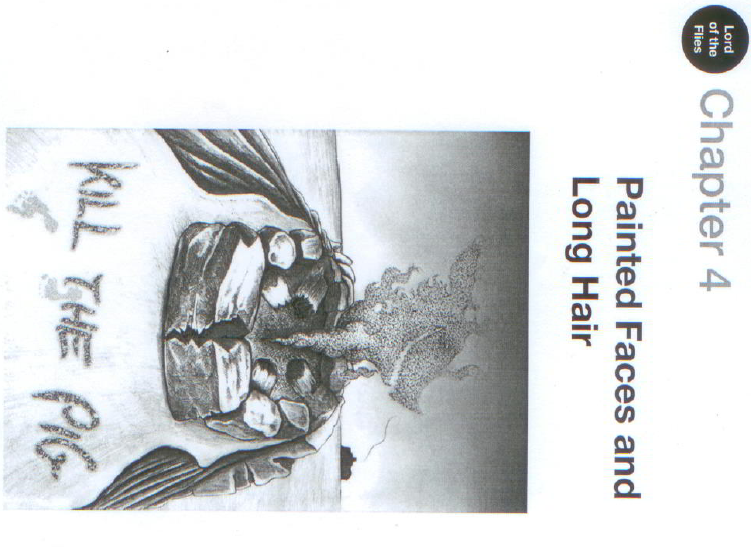 Lord
of the
Flies
Chapter 4
Painted Faces and
Long Hair
KILL THE PIG.